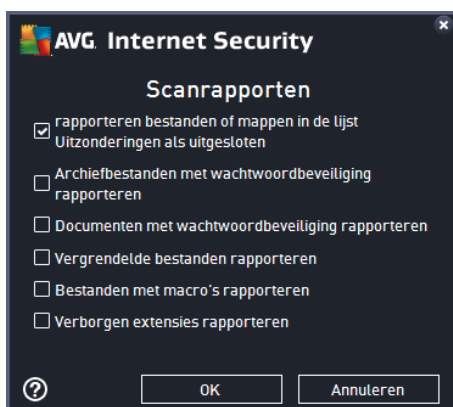 AVG. Internet Security
Scanrapporten
rapporteren bestanden of mappen in de lijst
Uitzonderingen als uitgesloten
Archiefbestanden met wachtwoordbeveiliging
rapporteren
Documenten met wachtwoordbeveiliging rapporteren
Vergrendelde bestanden rapporteren
Bestanden met macro's rapporteren
Verborgen extensies rapporteren
? OK Annuleren